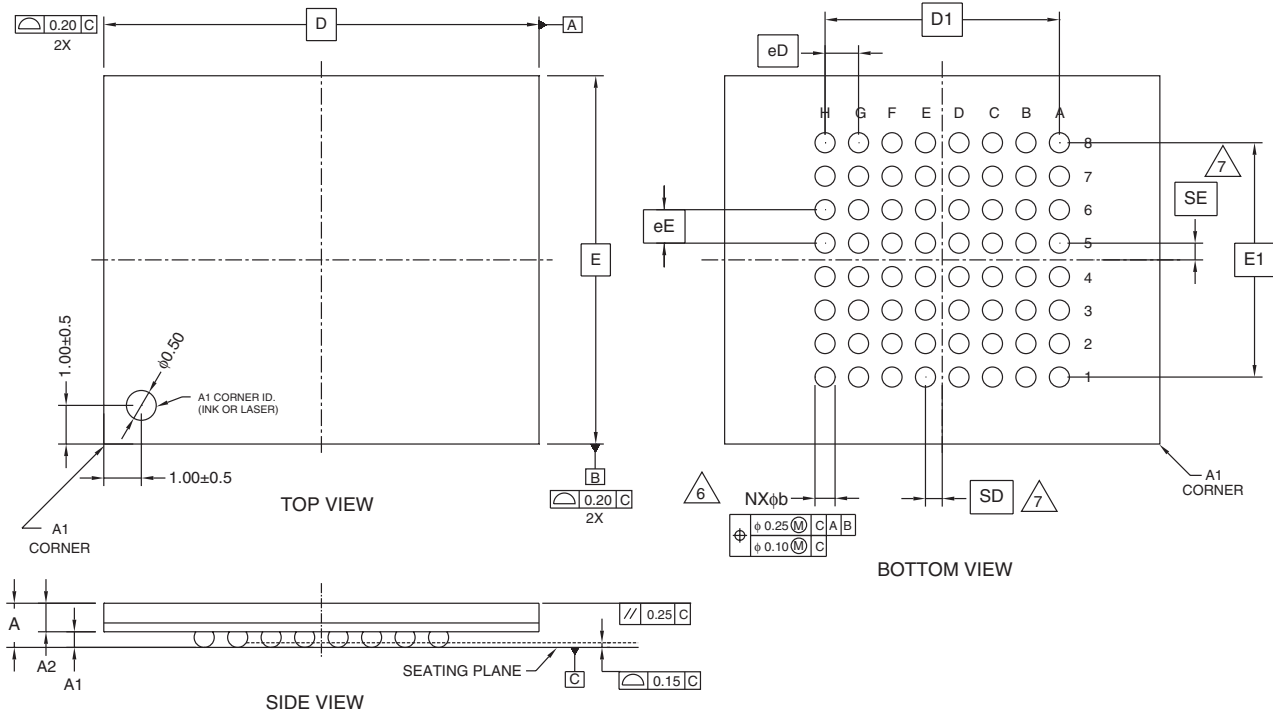 0.20 C
2X
D
A
E
1.00±0.5
ϕ0.50
A1 CORNER ID.
(INK OR LASER)
1.00±0.5
B
0.20 C
2X
TOP VIEW
A1
CORNER
D1
eD
H G F E D C B A
8
7
6
5
4
3
2
1
7
SE
eE
E1
6
NXϕb
ϕ 0.25 M C A B
ϕ 0.10 M C
SD
7
A1
CORNER
BOTTOM VIEW
A
A2
A1
// 0.25 C
SEATING PLANE
C
0.15 C
SIDE VIEW